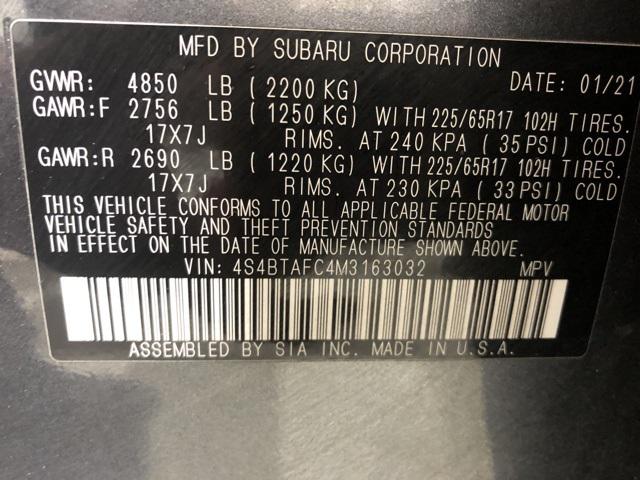 MFD BY SUBARU CORPORATION
GVWR: 4850 LB ( 2200 KG) DATE: 01/21
GAWR:F 2756 LB ( 1250 KG) WITH 225/65R17 102H TIRES.
17X7J RIMS. AT 240 KPA ( 35 PSI) COLD
GAWR:R 2690 LB ( 1220 KG) WITH 225/65R17 102H TIRES.
17X7J RIMS. AT 230 KPA ( 33 PSI) COLD
THIS VEHICLE CONFORMS TO ALL APPLICABLE FEDERAL MOTOR
VEHICLE SAFETY AND THEFT PREVENTION STANDARDS
IN EFFECT ON THE DATE OF MANUFACTURE SHOWN ABOVE.
VIN: 4S4BTAFC4M3163032 MPV
ASSEMBLED BY SIA INC. MADE IN U.S.A.